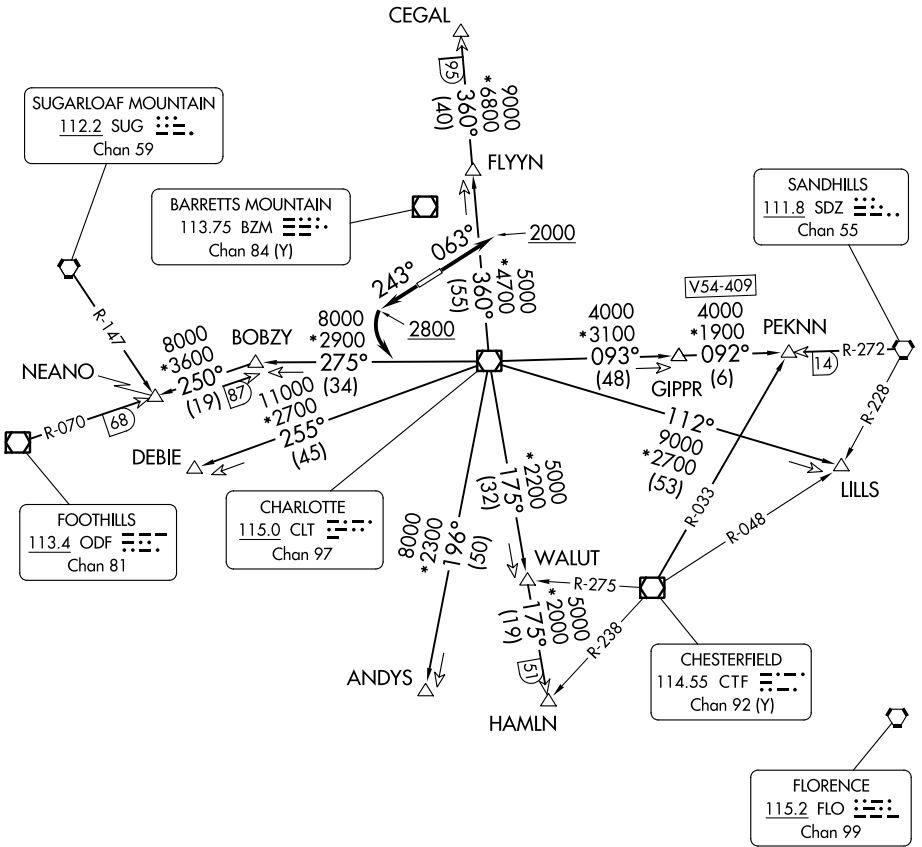 CEGAL
95
9000
*6800
360°
(40)
FLYYN
SUGARLOAF MOUNTAIN
112.2 SUG
Chan 59
BARRETTS MOUNTAIN
113.75 BZM
Chan 84 (Y)
SANDHILLS
111.8 SDZ
Chan 55
2000
063°
243°
2800
5000
*4700
360°
(55)
R-147
NEANO
8000
*3600
250°
(19)
87
BOBZY
8000
*2900
275°
(34)
4000
*3100
093°
(48)
GIPPR
V54-409
4000
*1900
092°
(6)
PEKNN
14
R-272
R-228
R-070
68
DEBIE
11000
*2700
255°
(45)
112°
9000
*2700
(53)
LILLS
FOOTHILLS
113.4 ODF
Chan 81
CHARLOTTE
115.0 CLT
Chan 97
8000
*2300
196°
(50)
5000
*2200
175°
(32)
WALUT
R-275
R-033
R-048
R-238
5000
*2000
175°
(19)
51
ANDYS
HAMLN
CHESTERFIELD
114.55 CTF
Chan 92 (Y)
FLORENCE
115.2 FLO
Chan 99